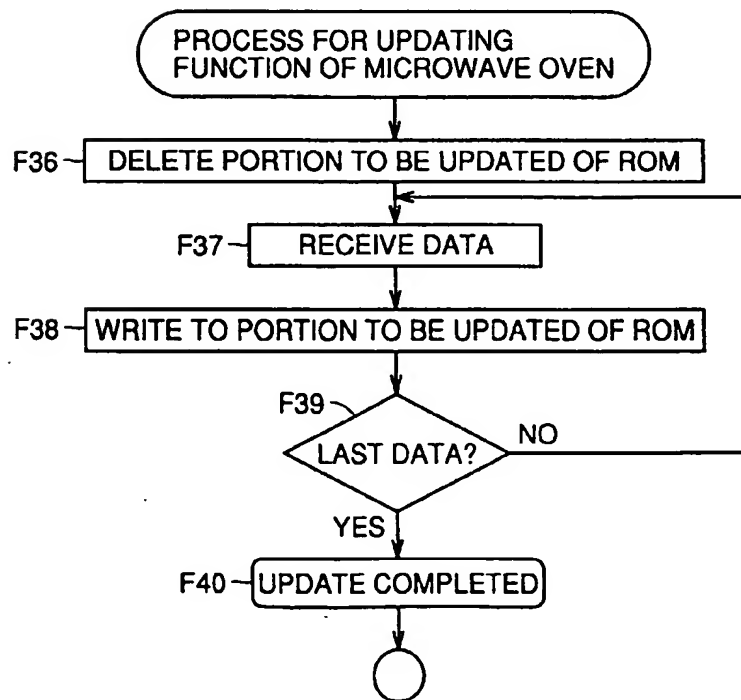 PROCESS FOR UPDATING
FUNCTION OF MICROWAVE OVEN
F36 DELETE PORTION TO BE UPDATED OF ROM
F37 RECEIVE DATA
F38 WRITE TO PORTION TO BE UPDATED OF ROM
F39
LAST DATA? NO
YES
F40 UPDATE COMPLETED